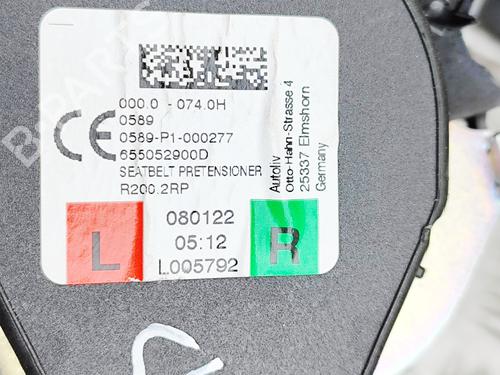 000.0 - 074.0H
0589
CE
0589-P1-000277
655052900D
SEATBELT PRETENSIONER
R200.2RP
L
080122
05:12
L005792
R
Autoliv
Otto-Hahn-Strasse 4
25337 Elmshorn
Germany